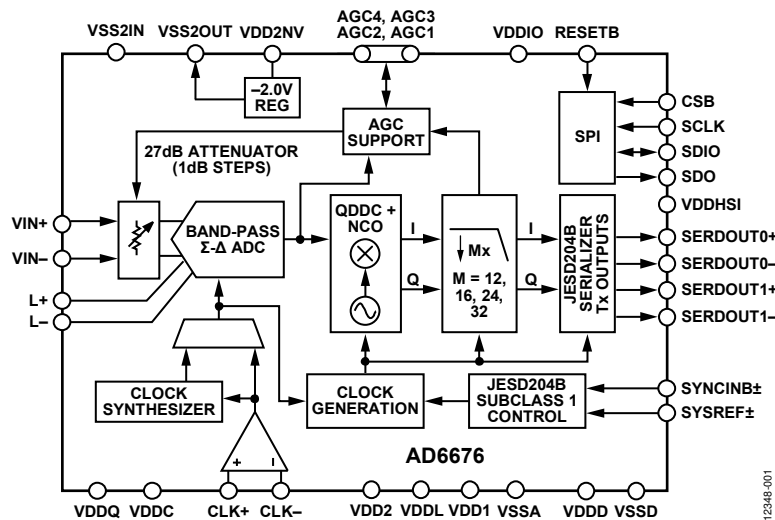 VSS2IN
VSS2OUT
VDD2NV
AGC4, AGC3
AGC2, AGC1
VDDIO
RESETB
–2.0V
REG
AGC
SUPPORT
SPI
CSB
SCLK
SDIO
SDO
27dB ATTENUATOR
(1dB STEPS)
VDDHSI
VIN+
VIN–
L+
L–
BAND-PASS
Σ-Δ ADC
QDDC +
NCO
I
Q
Mx
M = 12,
16, 24,
32
I
Q
JESD204B
SERIALIZER
Tx OUTPUTS
SERDOUT0+
SERDOUT0–
SERDOUT1+
SERDOUT1–
CLOCK
SYNTHESIZER
CLOCK
GENERATION
JESD204B
SUBCLASS 1
CONTROL
SYNCINB±
SYSREF±
+
–
AD6676
VDDQ
VDDC
CLK+
CLK–
VDD2
VDDL
VDD1
VSSA
VDDD
VSSD
12348-001